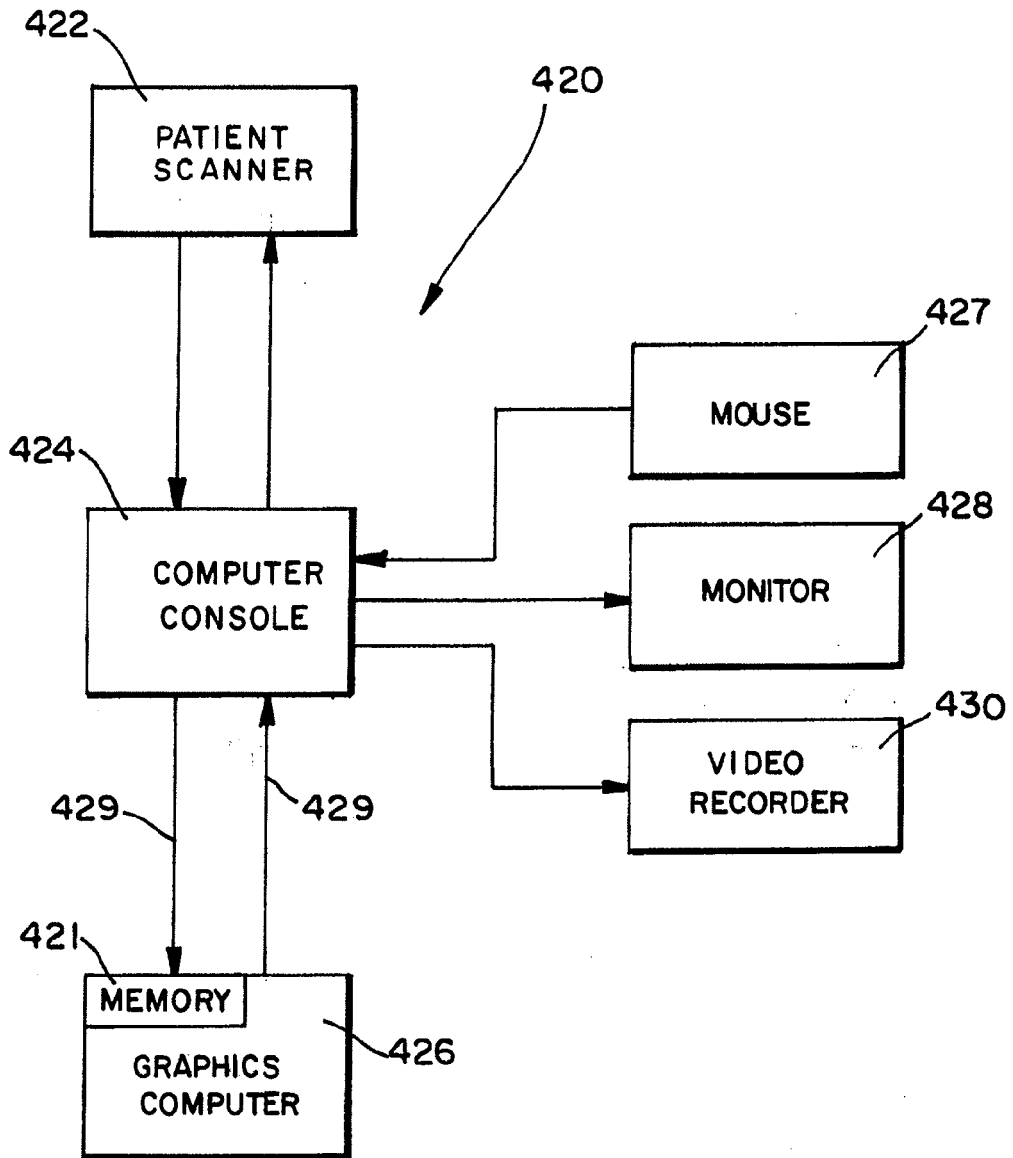 422
PATIENT
SCANNER
420
427
MOUSE
424
COMPUTER
CONSOLE
428
MONITOR
430
VIDEO
RECORDER
429
429
421
MEMORY
426
GRAPHICS
COMPUTER